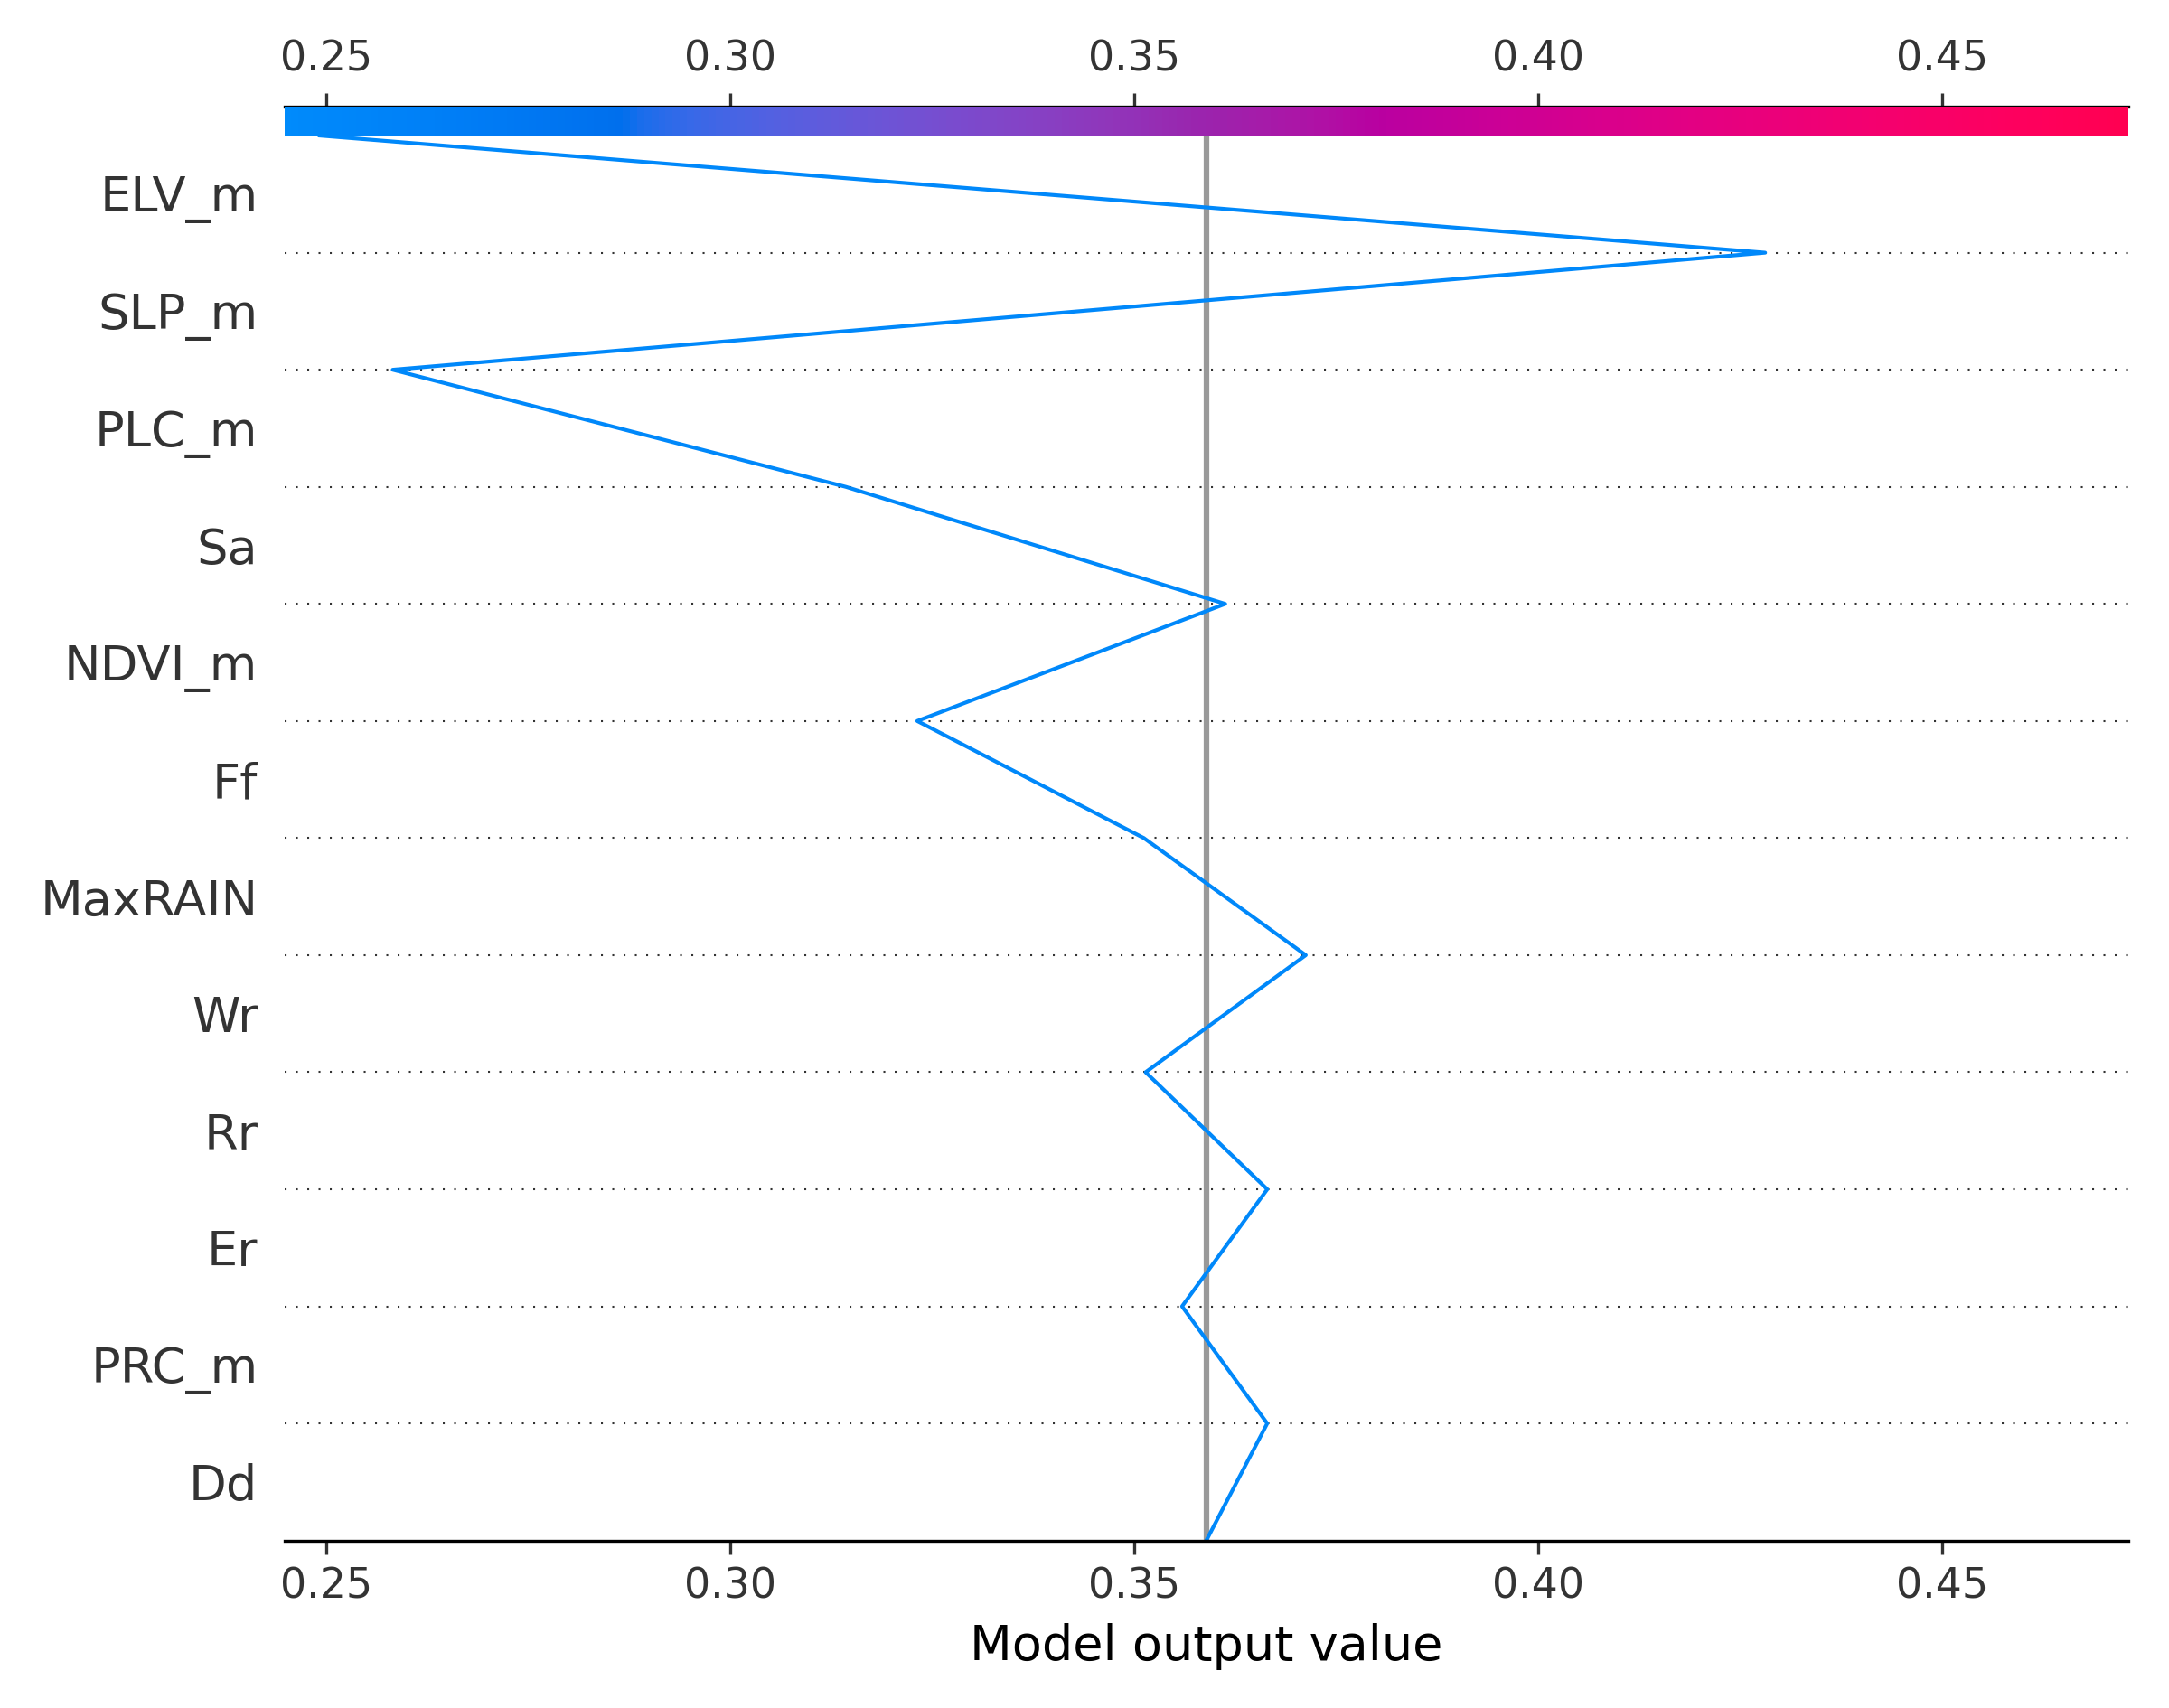 0.25 0.30 0.35 0.40 0.45
ELV_m
SLP_m
PLC_m
Sa
NDVI_m
Ff
MaxRAIN
Wr
Rr
Er
PRC_m
Dd
0.25 0.30 0.35 0.40 0.45
Model output value